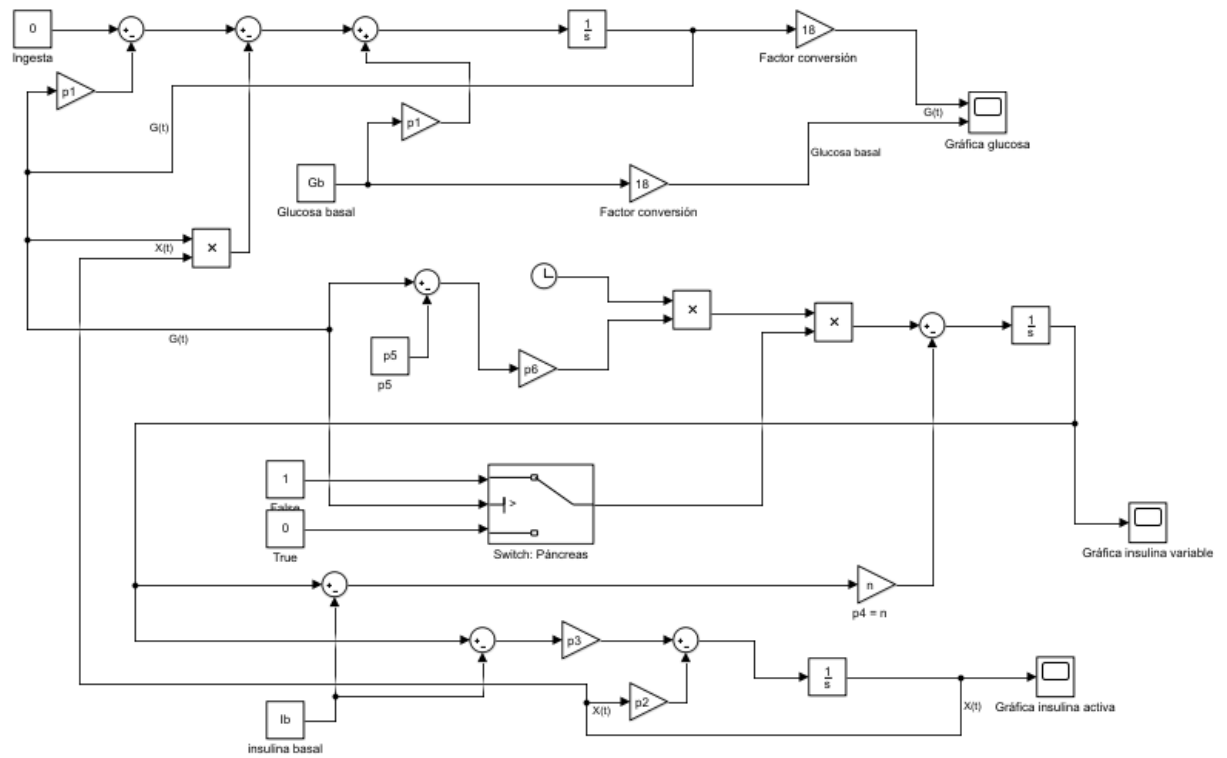 0
Ingesta
+
-
+
-
+
+
1
s
18
Factor conversión
p1
G(t)
p1
G(t)
Gráfica glucosa
Glucosa basal
Gb
Glucosa basal
18
Factor conversión
X(t)
×
+
-
×
×
+
-
1
s
G(t)
p5
p5
p6
1
False
0
True
>
Switch: Páncreas
Gráfica insulina variable
+
-
n
p4 = n
+
-
p3
+
-
1
s
p2
X(t)
X(t)
Gráfica insulina activa
Ib
insulina basal